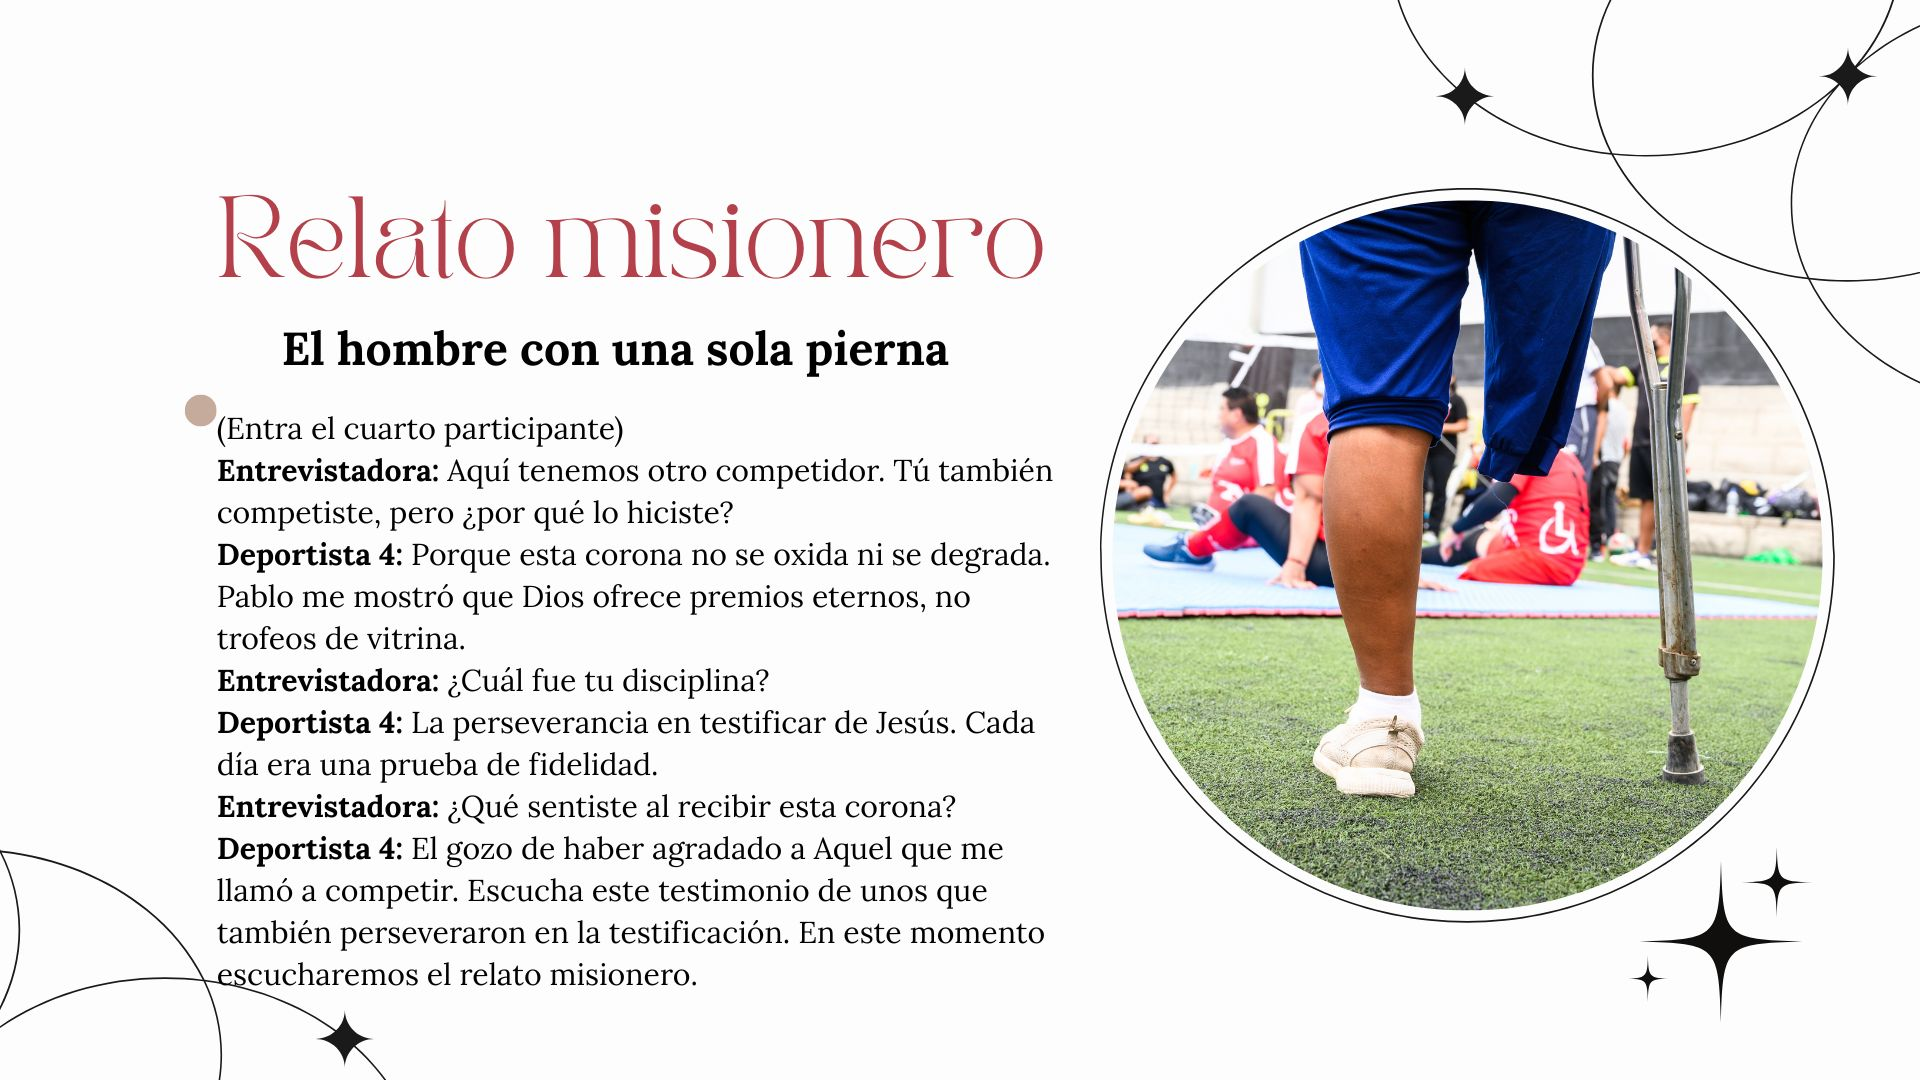 Relato misionero
El hombre con una sola pierna
(Entra el cuarto participante)
Entrevistadora: Aquí tenemos otro competidor. Tú también
competiste, pero ¿por qué lo hiciste?
Deportista 4: Porque esta corona no se oxida ni se degrada.
Pablo me mostró que Dios ofrece premios eternos, no
trofeos de vitrina.
Entrevistadora: ¿Cuál fue tu disciplina?
Deportista 4: La perseverancia en testificar de Jesús. Cada
día era una prueba de fidelidad.
Entrevistadora: ¿Qué sentiste al recibir esta corona?
Deportista 4: El gozo de haber agradado a Aquel que me
llamó a competir. Escucha este testimonio de unos que
también perseveraron en la testificación. En este momento
escucharemos el relato misionero.